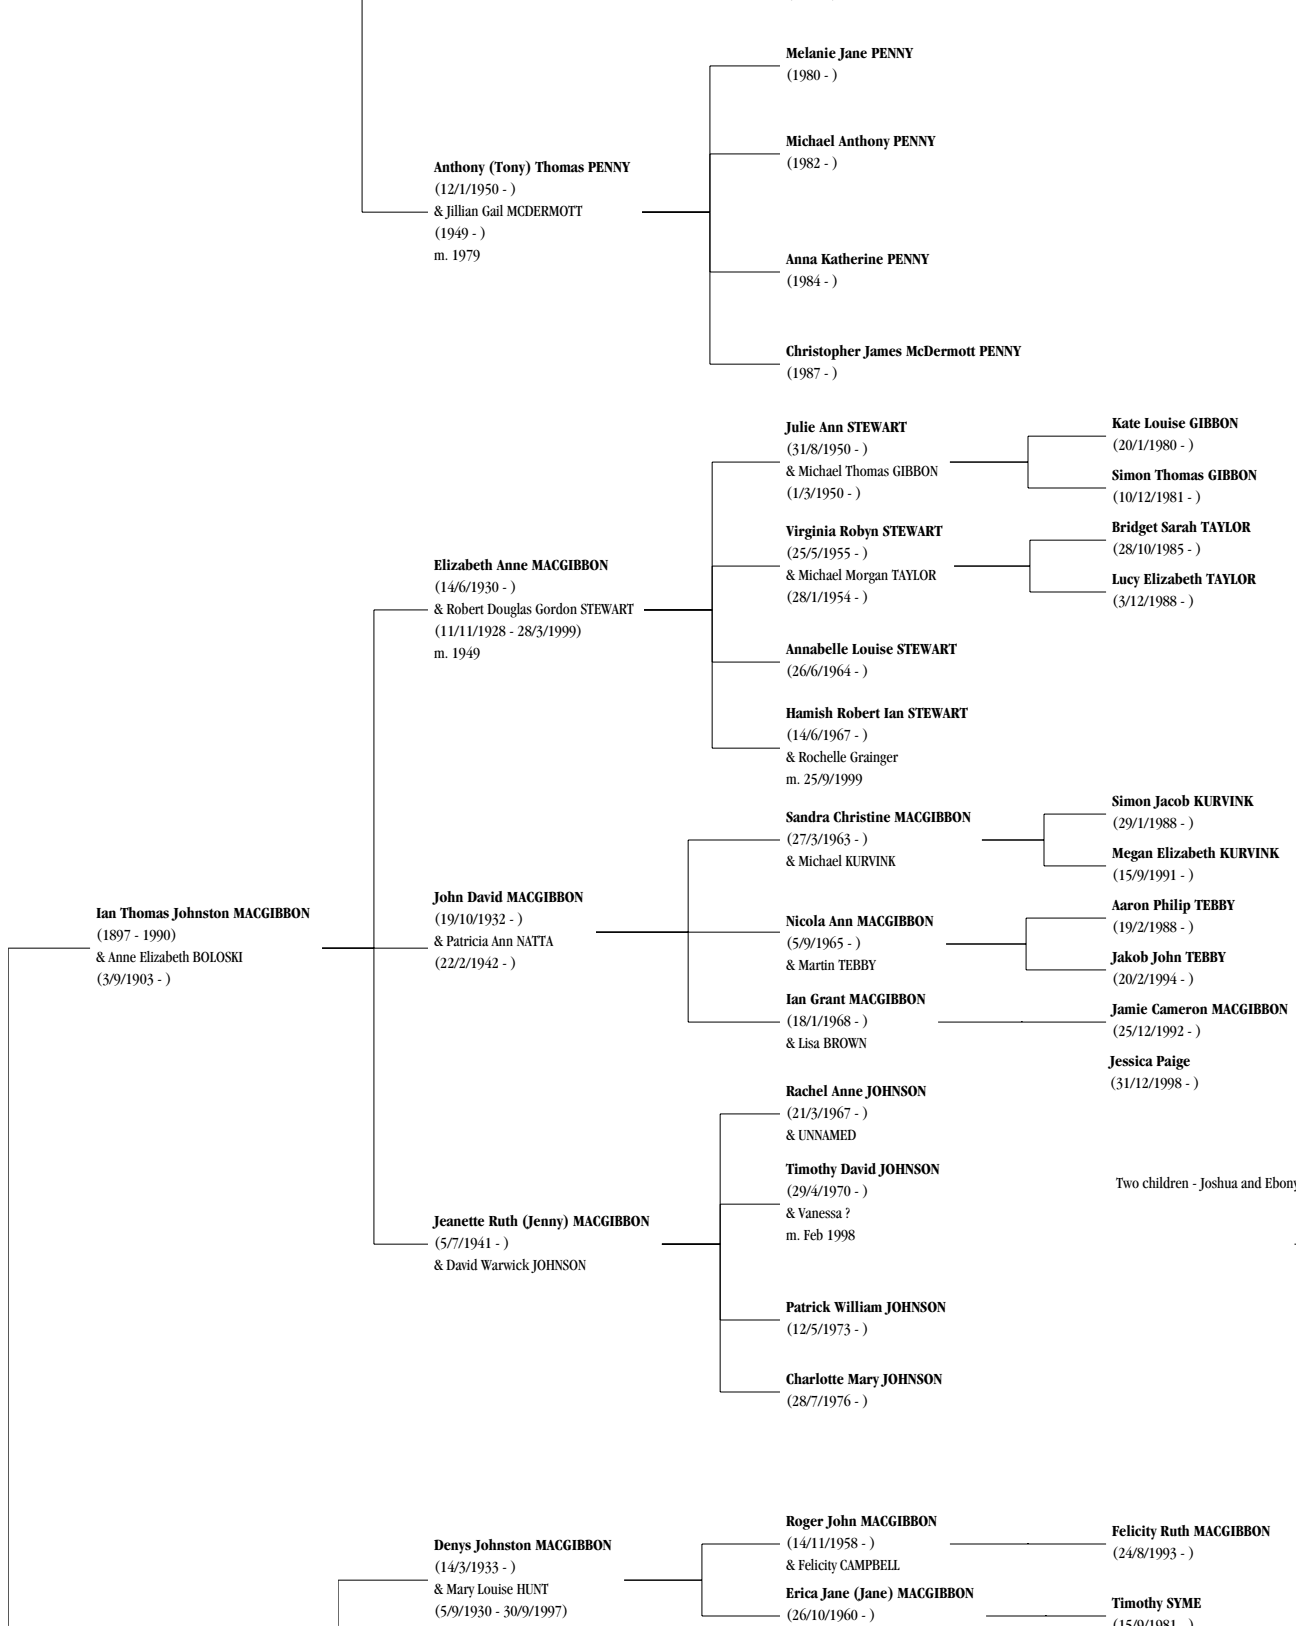 Melanie Jane PENNY
(1980 - )
Michael Anthony PENNY
(1982 - )
Anthony (Tony) Thomas PENNY
(12/1/1950 - )
& Jillian Gail MCDERMOTT
(1949 - )
m. 1979
Anna Katherine PENNY
(1984 - )
Christopher James McDermott PENNY
(1987 - )
Julie Ann STEWART
(31/8/1950 - )
& Michael Thomas GIBBON
(1/3/1950 - )
Kate Louise GIBBON
(20/1/1980 - )
Simon Thomas GIBBON
(10/12/1981 - )
Virginia Robyn STEWART
(25/5/1955 - )
& Michael Morgan TAYLOR
(28/1/1954 - )
Bridget Sarah TAYLOR
(28/10/1985 - )
Lucy Elizabeth TAYLOR
(3/12/1988 - )
Elizabeth Anne MACGIBBON
(14/6/1930 - )
& Robert Douglas Gordon STEWART
(11/11/1928 - 28/3/1999)
m. 1949
Annabelle Louise STEWART
(26/6/1964 - )
Hamish Robert Ian STEWART
(14/6/1967 - )
& Rochelle Grainger
m. 25/9/1999
Sandra Christine MACGIBBON
(27/3/1963 - )
& Michael KURVINK
Simon Jacob KURVINK
(29/1/1988 - )
Megan Elizabeth KURVINK
(15/9/1991 - )
Ian Thomas Johnston MACGIBBON
(1897 - 1990)
& Anne Elizabeth BOLOSKI
(3/9/1903 - )
John David MACGIBBON
(19/10/1932 - )
& Patricia Ann NATTA
(22/2/1942 - )
Nicola Ann MACGIBBON
(5/9/1965 - )
& Martin TEBBY
Aaron Philip TEBBY
(19/2/1988 - )
Jakob John TEBBY
(20/2/1994 - )
Ian Grant MACGIBBON
(18/1/1968 - )
& Lisa BROWN
Jamie Cameron MACGIBBON
(25/12/1992 - )
Jessica Paige
(31/12/1998 - )
Rachel Anne JOHNSON
(21/3/1967 - )
& UNNAMED
Timothy David JOHNSON
(29/4/1970 - )
& Vanessa ?
m. Feb 1998
Two children - Joshua and Ebony
Jeanette Ruth (Jenny) MACGIBBON
(5/7/1941 - )
& David Warwick JOHNSON
Patrick William JOHNSON
(12/5/1973 - )
Charlotte Mary JOHNSON
(28/7/1976 - )
Denys Johnston MACGIBBON
(14/3/1933 - )
& Mary Louise HUNT
(5/9/1930 - 30/9/1997)
Roger John MACGIBBON
(14/11/1958 - )
& Felicity CAMPBELL
Felicity Ruth MACGIBBON
(24/8/1993 - )
Erica Jane (Jane) MACGIBBON
(26/10/1960 - )
Timothy SYME
(15/9/1981 - )